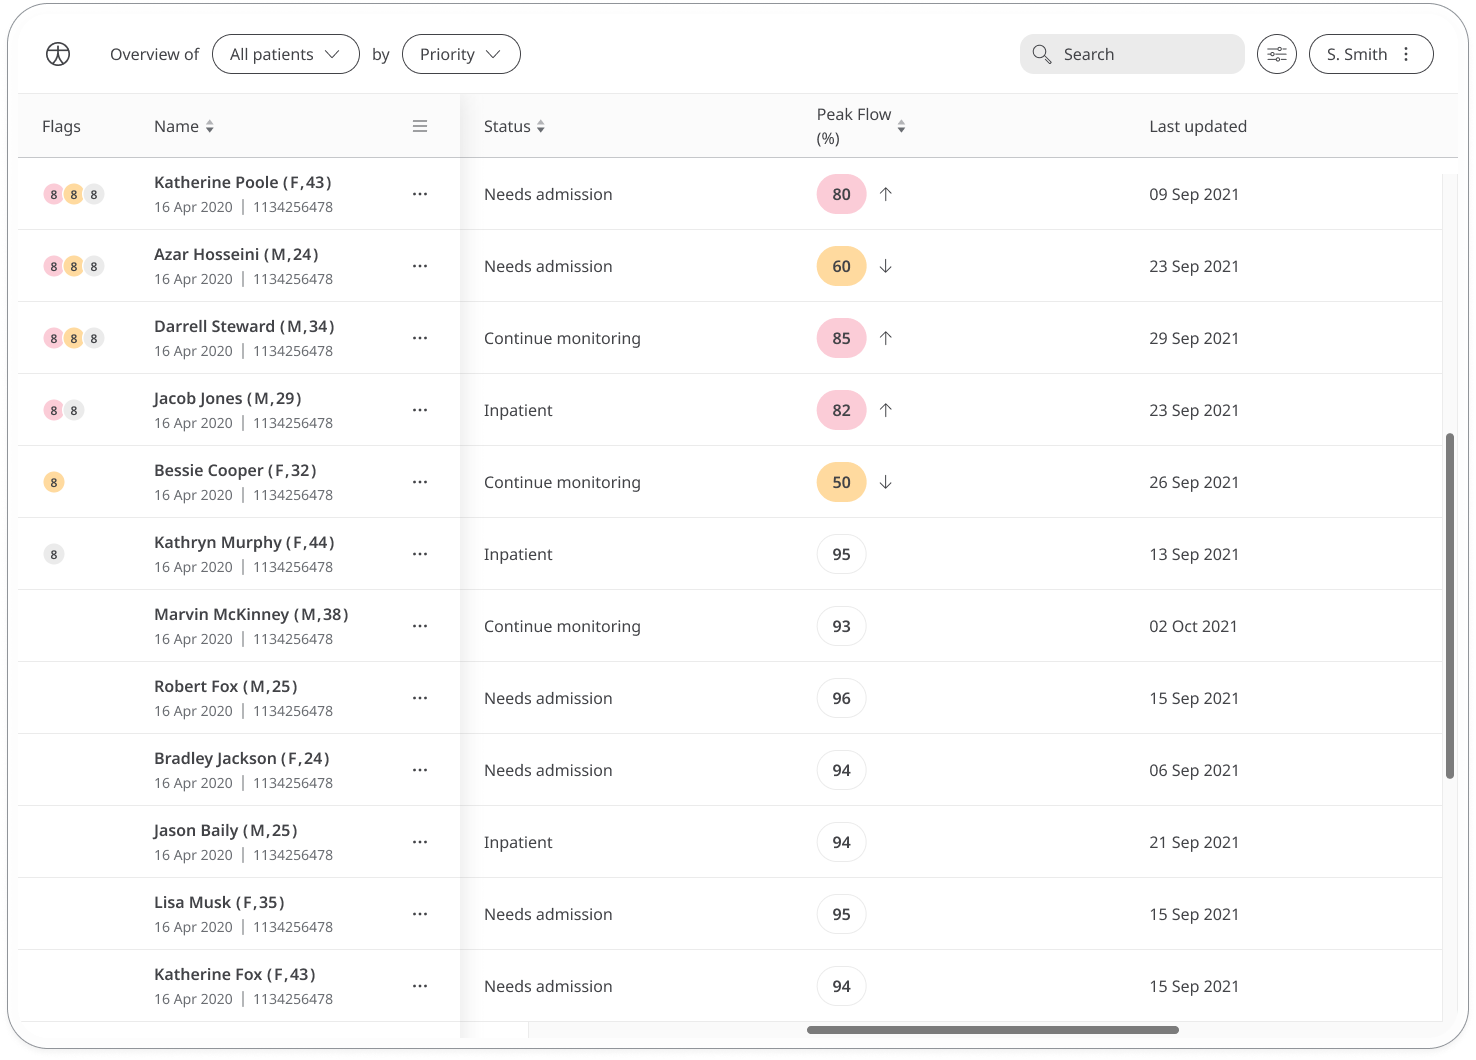 Overview of All patients by Priority Search S. Smith
Flags Name Status Peak Flow (%) Last updated
8 8 8 Katherine Poole (F,43) Needs admission 80 ↑ 09 Sep 2021
16 Apr 2020 | 1134256478
8 8 8 Azar Hosseini (M,24) Needs admission 60 ↓ 23 Sep 2021
16 Apr 2020 | 1134256478
8 8 8 Darrell Steward (M,34) Continue monitoring 85 ↑ 29 Sep 2021
16 Apr 2020 | 1134256478
8 8 Jacob Jones (M,29) Inpatient 82 ↑ 23 Sep 2021
16 Apr 2020 | 1134256478
8 Bessie Cooper (F,32) Continue monitoring 50 ↓ 26 Sep 2021
16 Apr 2020 | 1134256478
8 Kathryn Murphy (F,44) Inpatient 95 13 Sep 2021
16 Apr 2020 | 1134256478
Marvin McKinney (M,38) Continue monitoring 93 02 Oct 2021
16 Apr 2020 | 1134256478
Robert Fox (M,25) Needs admission 96 15 Sep 2021
16 Apr 2020 | 1134256478
Bradley Jackson (F,24) Needs admission 94 06 Sep 2021
16 Apr 2020 | 1134256478
Jason Baily (M,25) Inpatient 94 21 Sep 2021
16 Apr 2020 | 1134256478
Lisa Musk (F,35) Needs admission 95 15 Sep 2021
16 Apr 2020 | 1134256478
Katherine Fox (F,43) Needs admission 94 15 Sep 2021
16 Apr 2020 | 1134256478